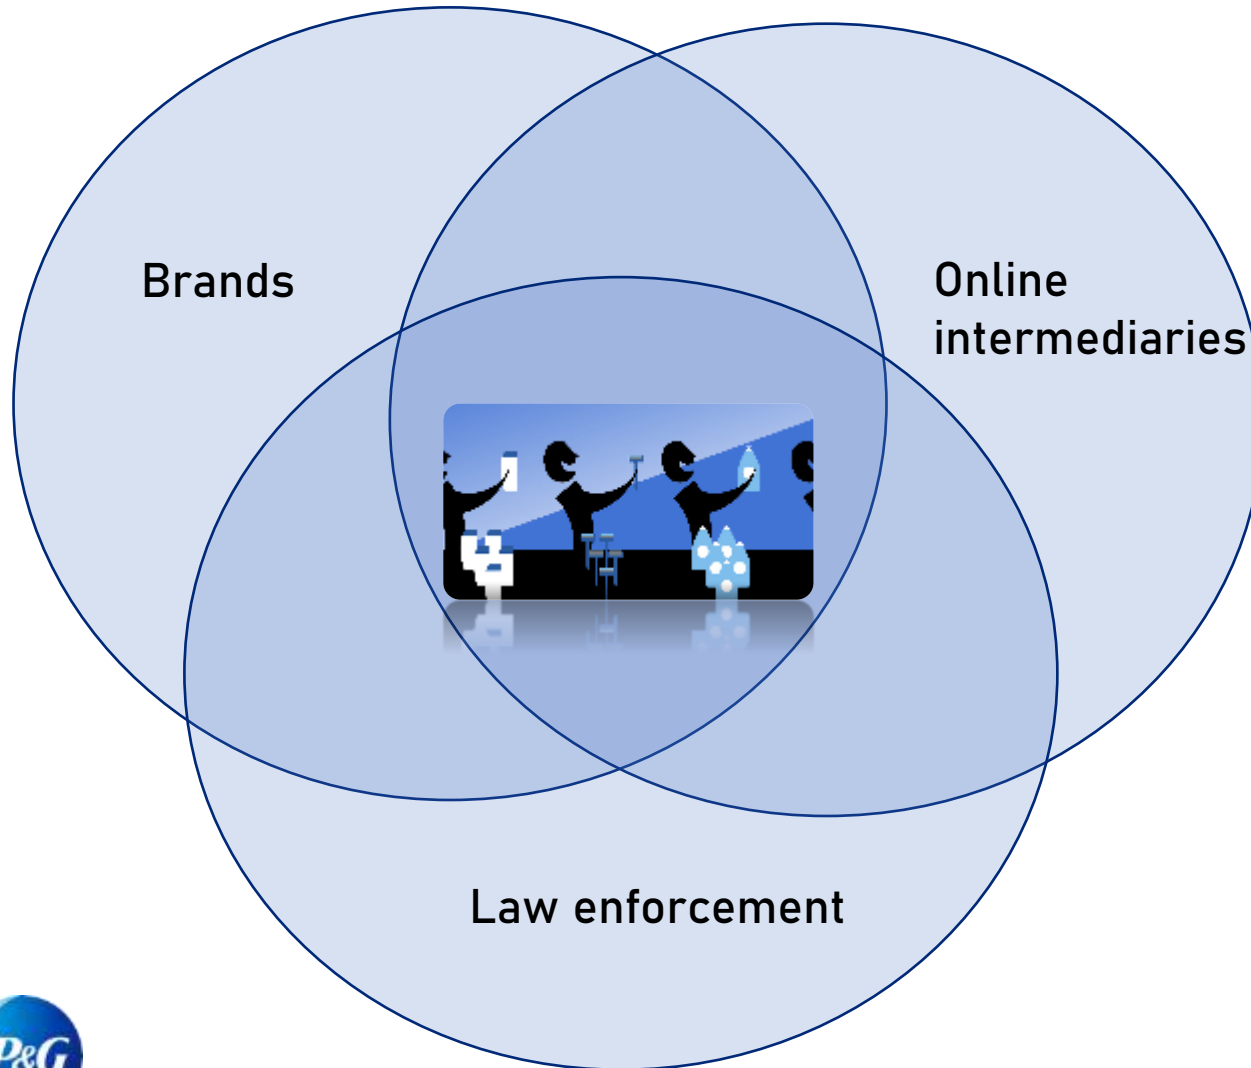 Brands
Online
intermediaries
Law enforcement
P&G